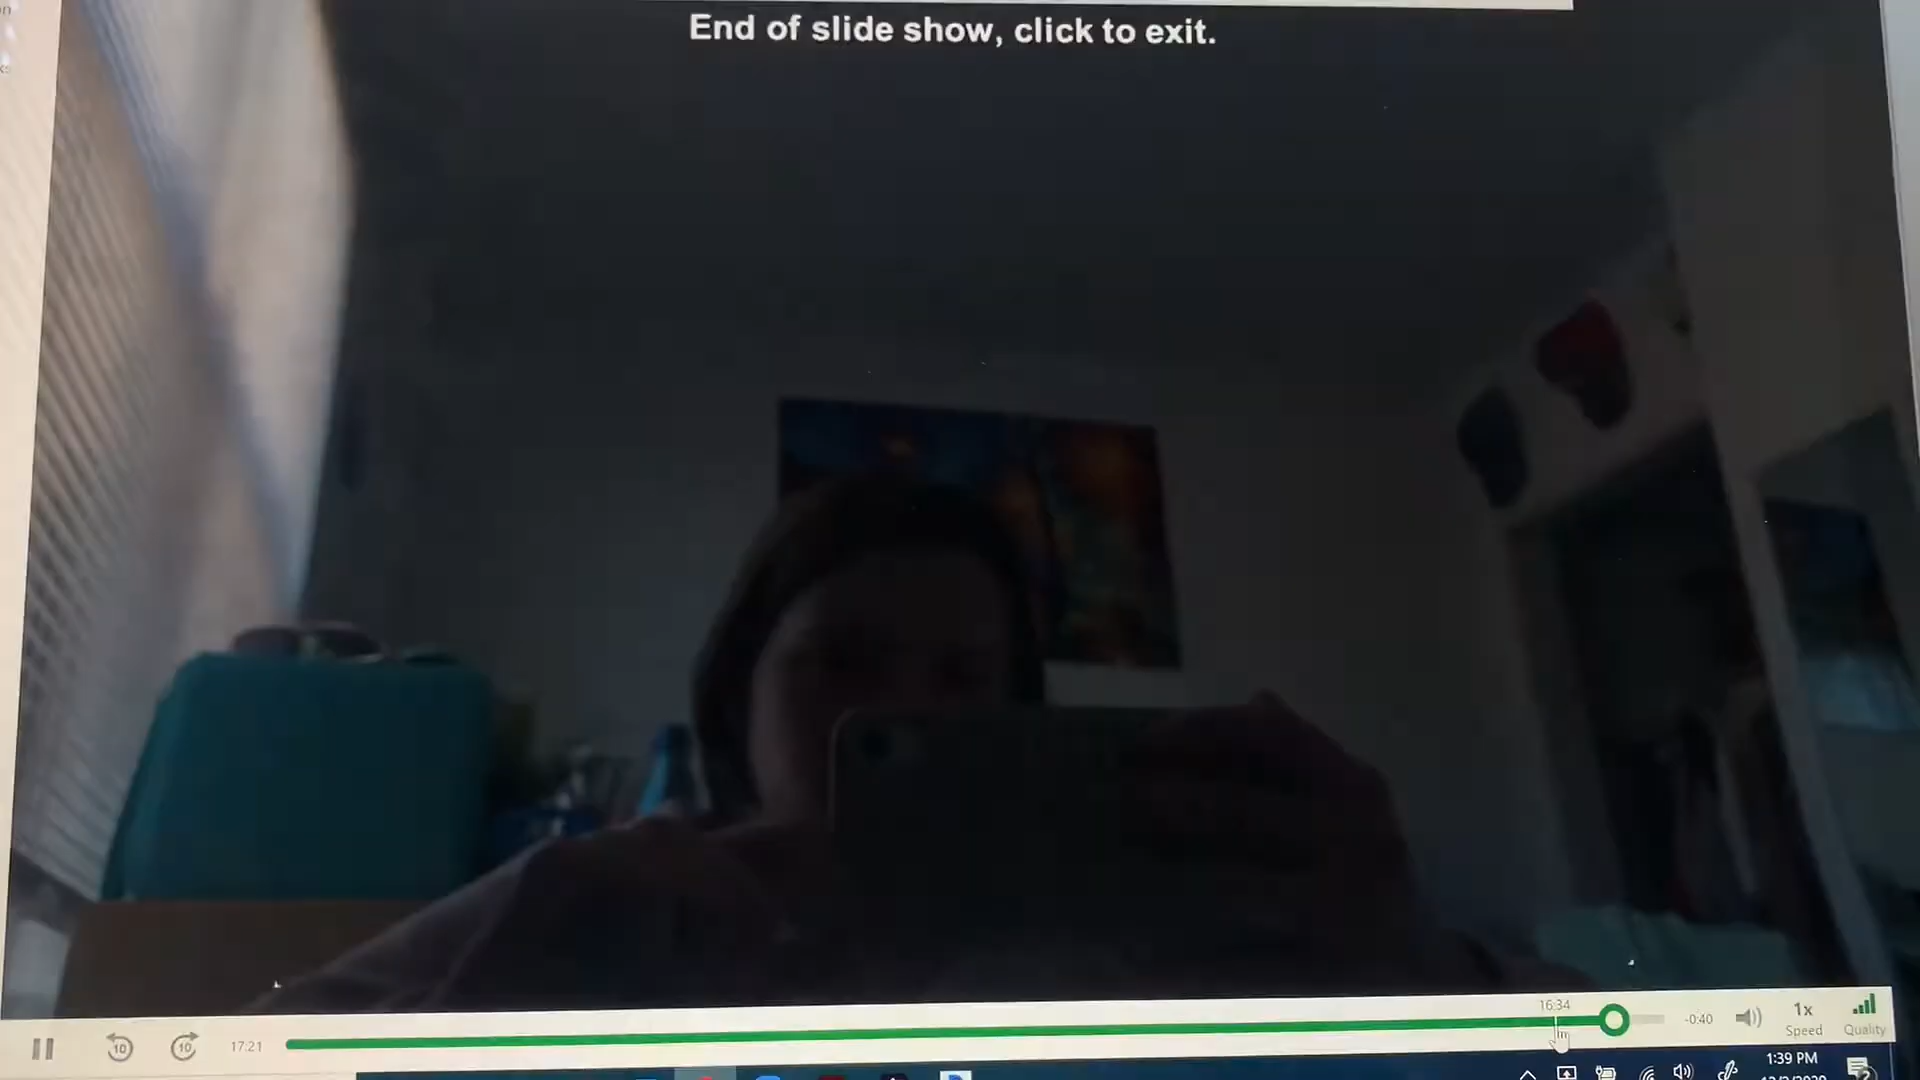 End of slide show, click to exit.
16:34
10
10
17:21
-0:40
1x
Speed
Quality
1:39 PM
2